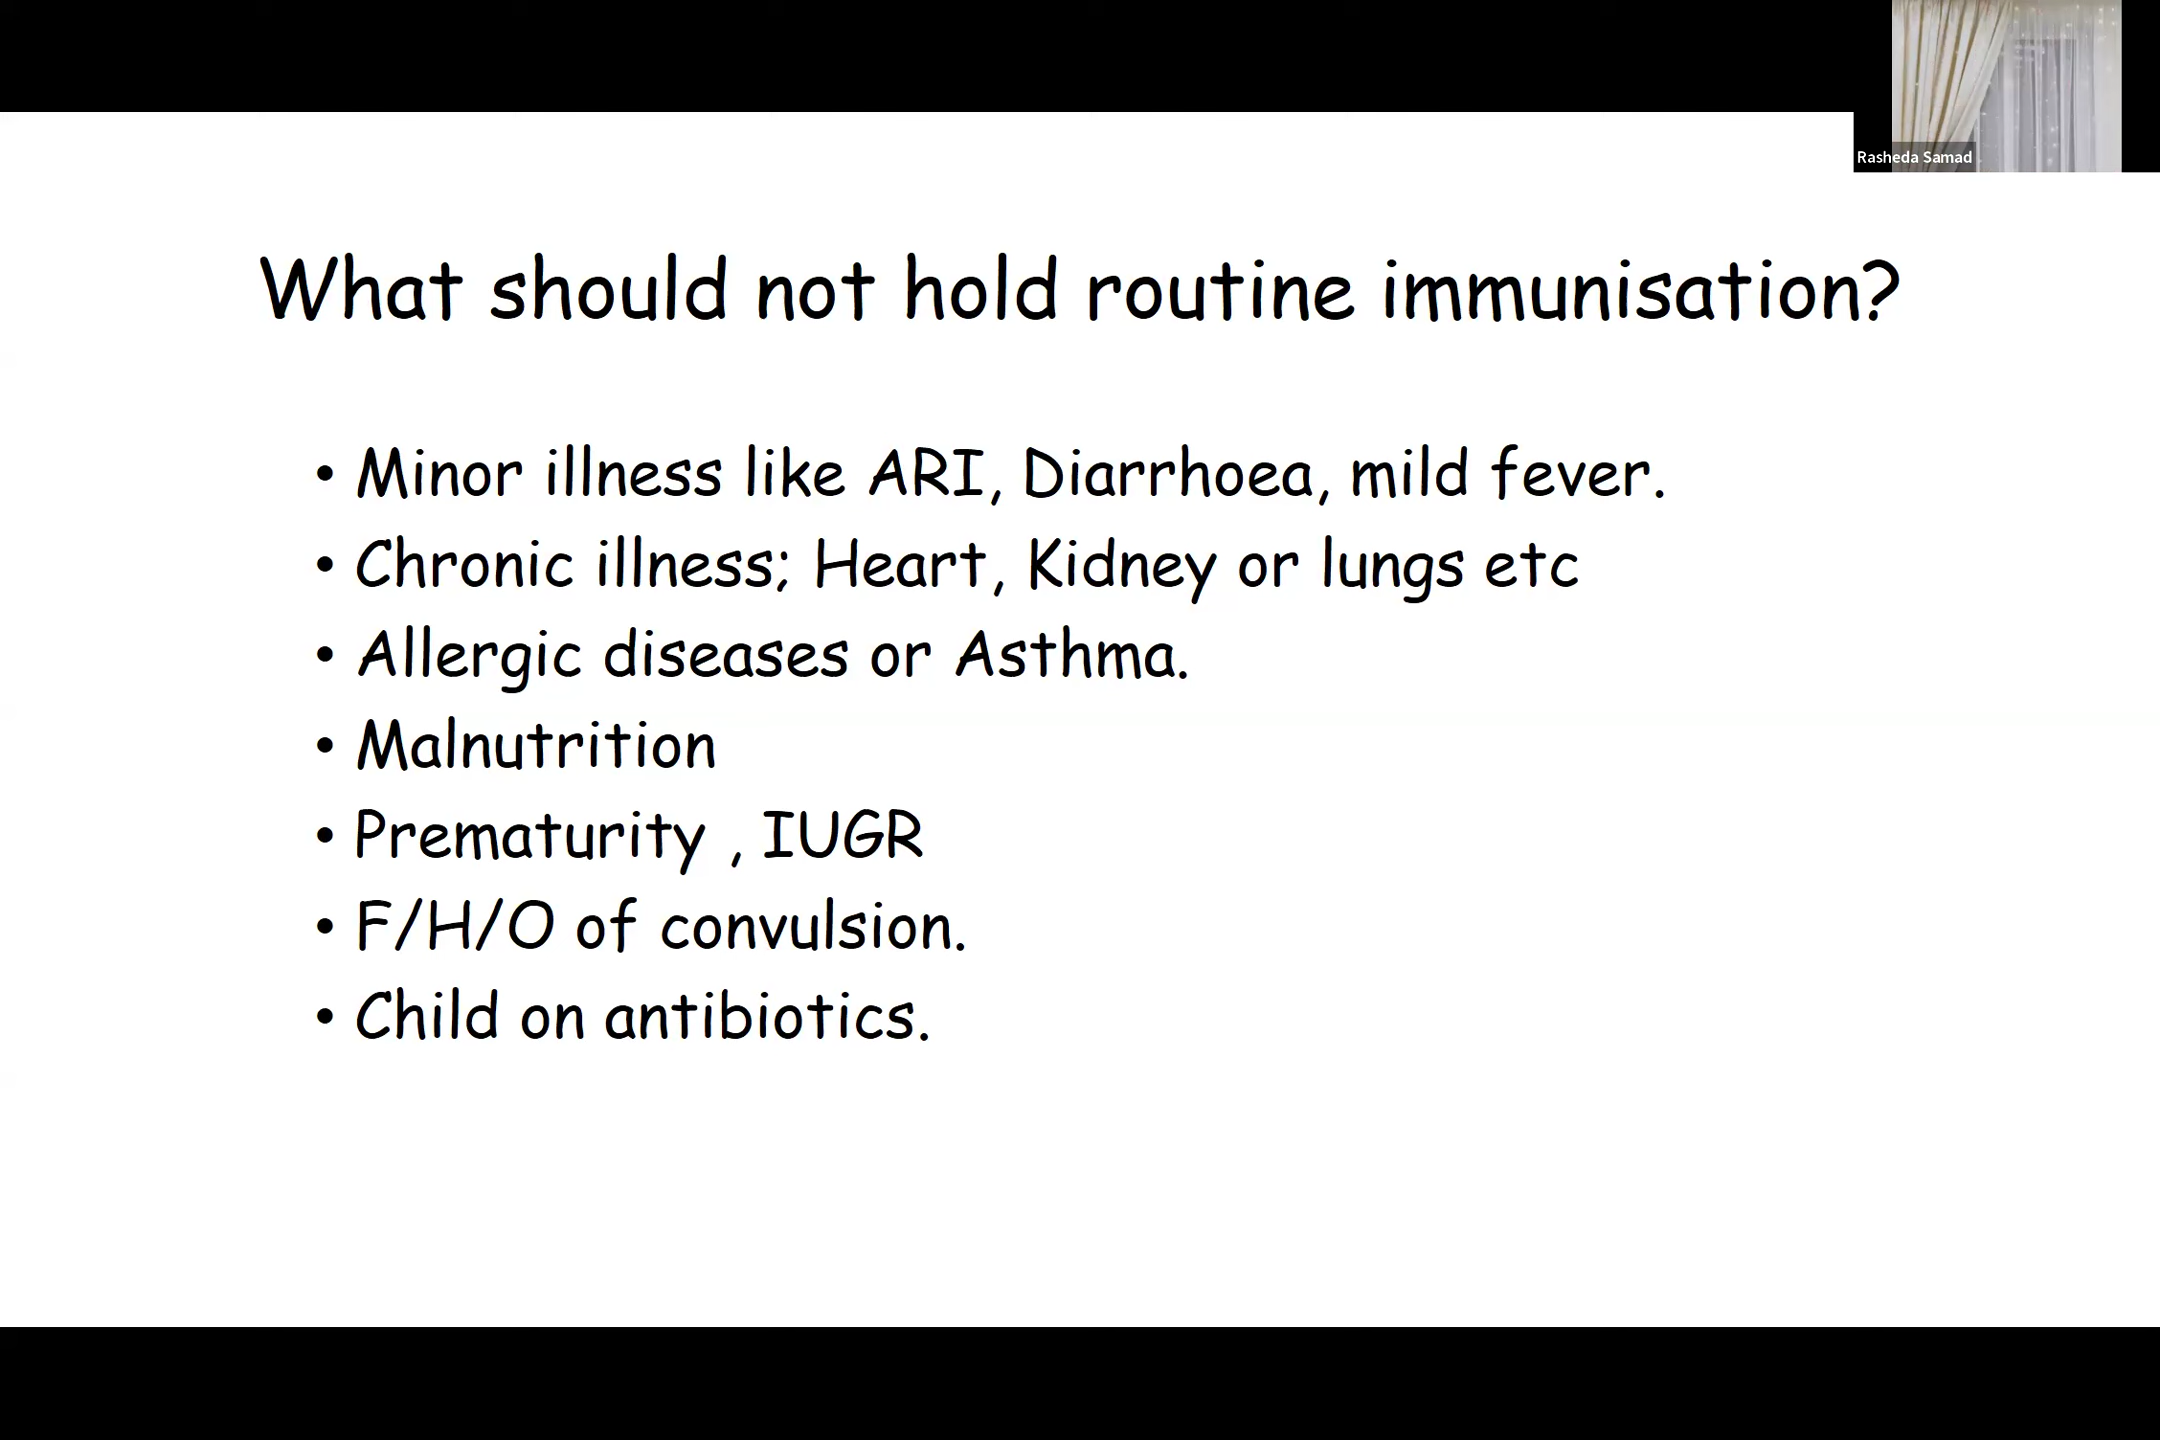 Rasheda Samad
What should not hold routine immunisation?
• Minor illness like ARI, Diarrhoea, mild fever.
• Chronic illness; Heart, Kidney or lungs etc
• Allergic diseases or Asthma.
• Malnutrition
• Prematurity , IUGR
• F/H/O of convulsion.
• Child on antibiotics.